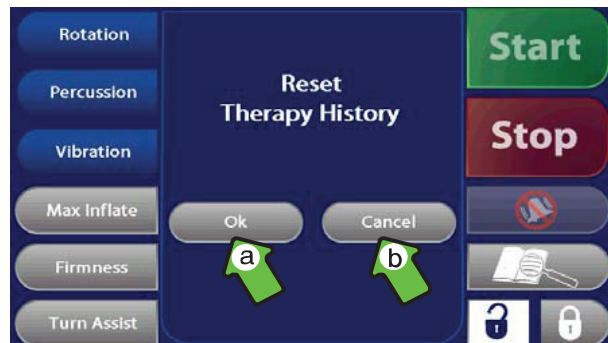 Rotation
Percussion
Vibration
Max Inflate
Firmness
Turn Assist
Reset
Therapy History
Ok
Cancel
a
b
Start
Stop